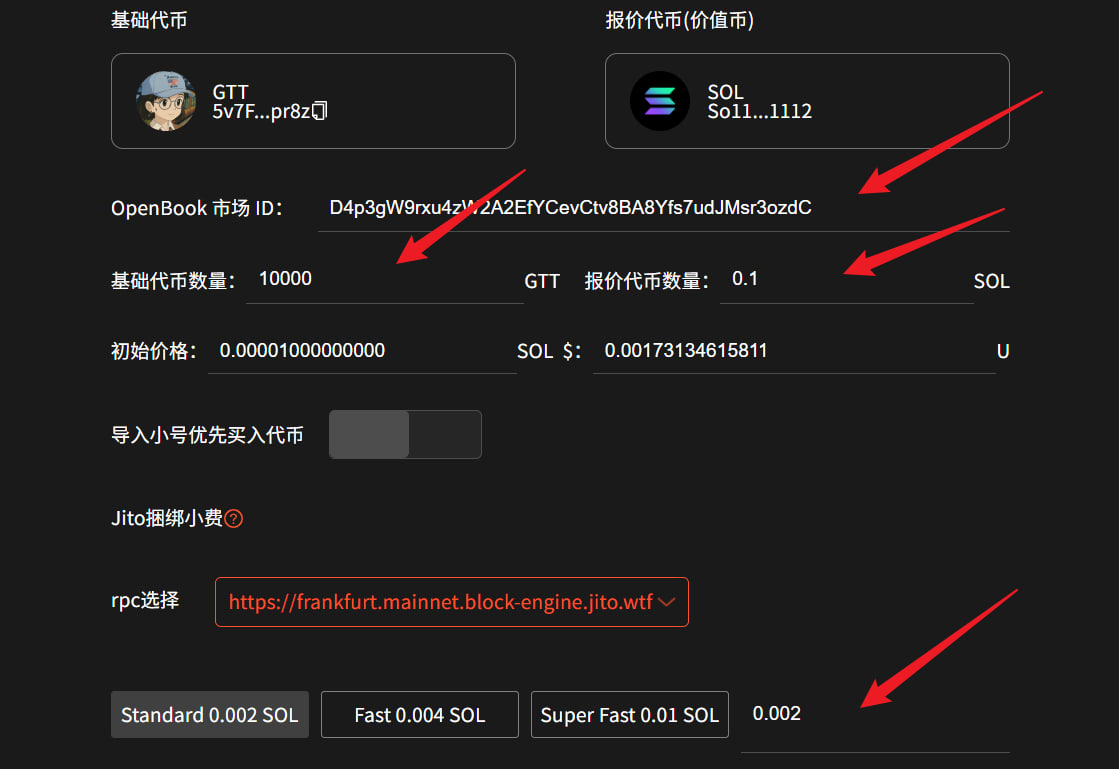 基础代币
报价代币(价值币)
GTT
5v7F...pr8z
SOL
So11...1112
OpenBook 市场 ID：
D4p3gW9rxu4zW2A2EfYCevCtv8BA8Yfs7udJMsr3ozdC
基础代币数量：
10000
GTT
报价代币数量：
0.1
SOL
初始价格：
0.00001000000000
SOL
$：
0.00173134615811
U
导入小号优先买入代币
Jito捆绑小费
rpc选择
https://frankfurt.mainnet.block-engine.jito.wtf
Standard 0.002 SOL
Fast 0.004 SOL
Super Fast 0.01 SOL
0.002